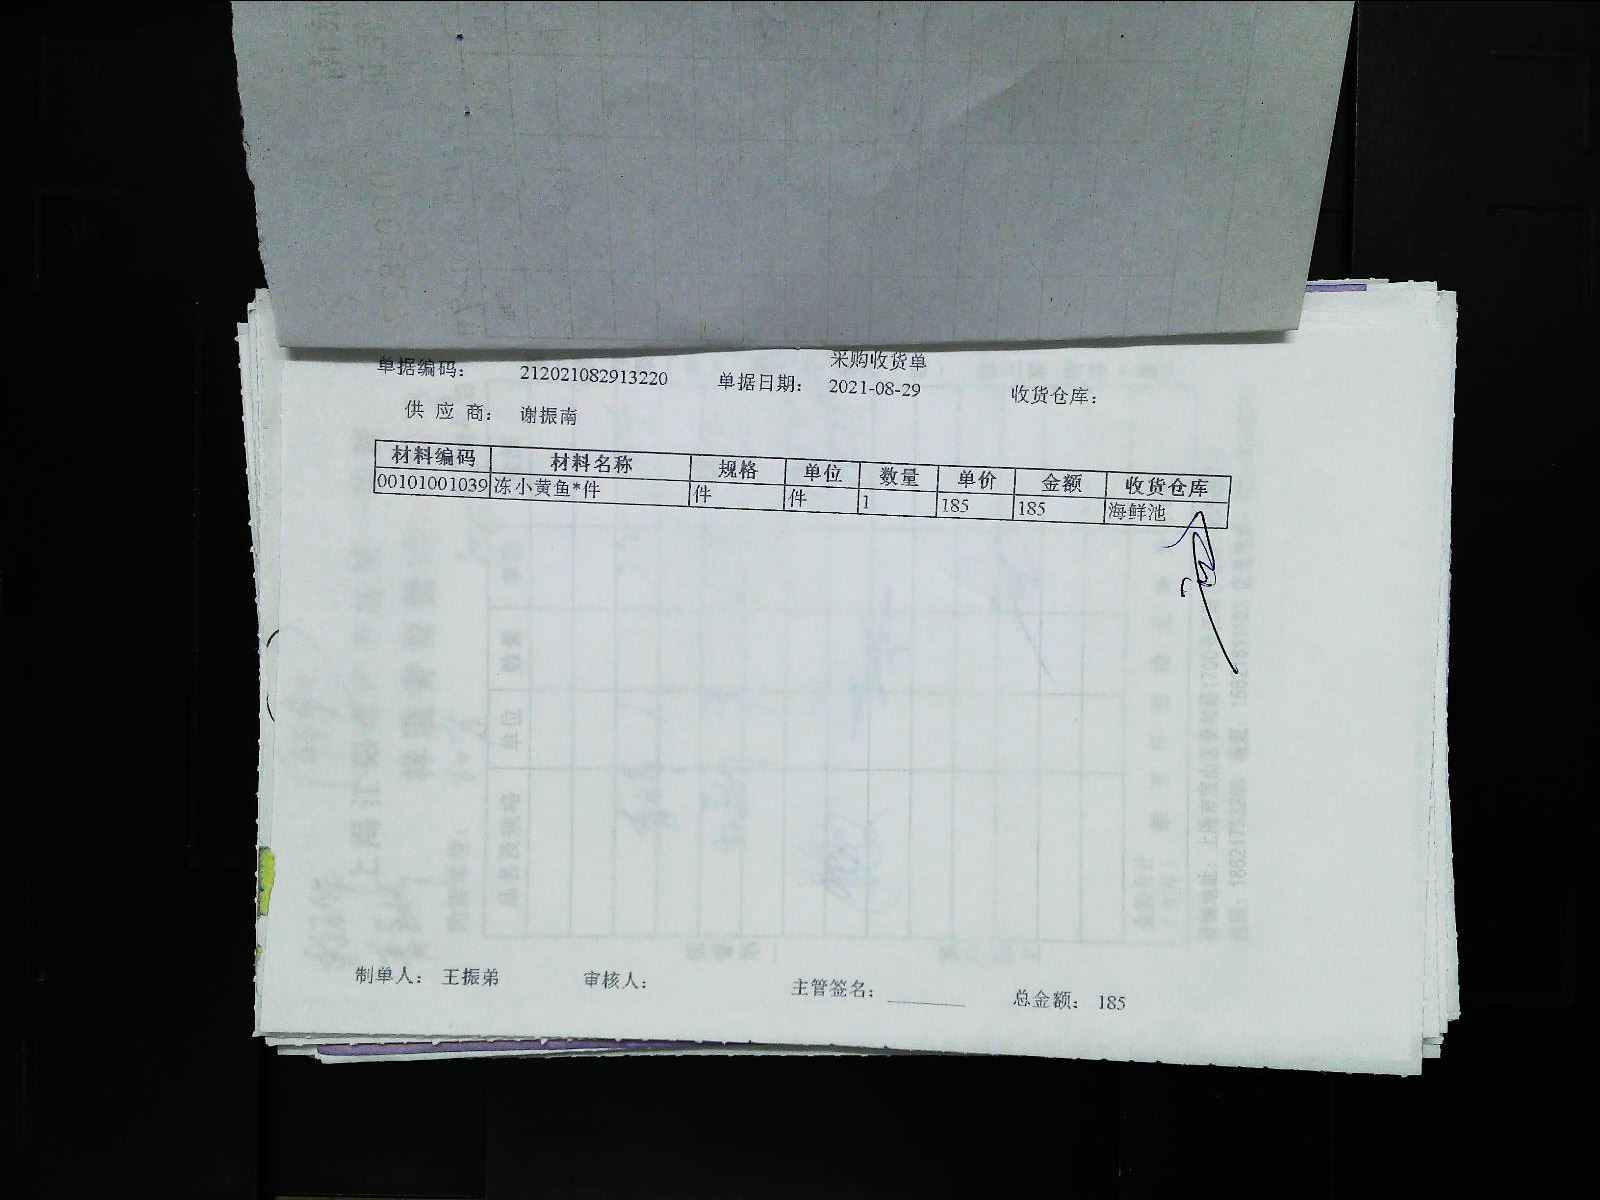 采购收货单
单据编码： 212021082913220 单据日期： 2021-08-29 收货仓库：
供 应 商： 谢振南
材料编码 材料名称 规格 单位 数量 单价 金额 收货仓库
00101001039 冻小黄鱼*件 件 件 1 185 185 海鲜池
制单人： 王振弟 审核人： 主管签名： 总金额： 185